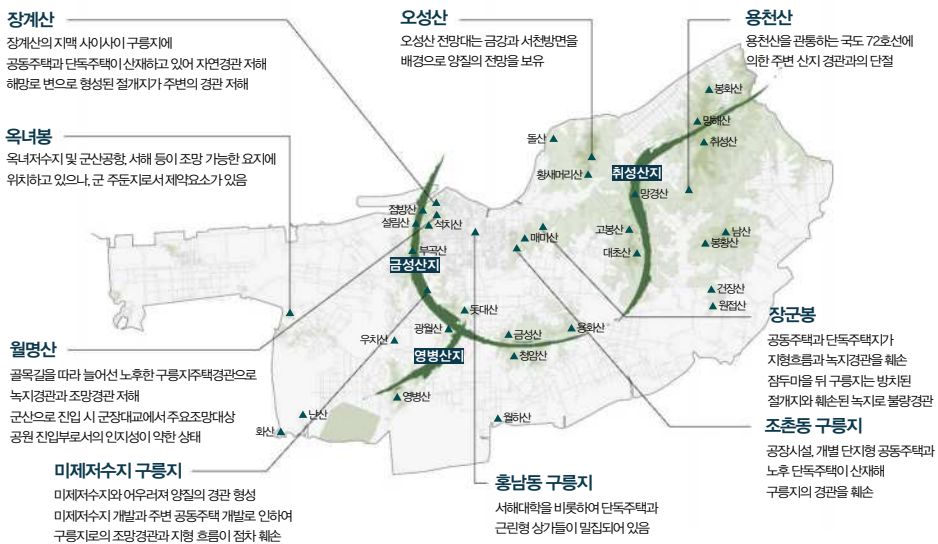 장계산
장계산의 지맥 사이사이 구릉지에
공동주택과 단독주택이 산재하고 있어 자연경관 저해
해망로 변으로 형성된 절개지가 주변의 경관 저해
오성산
오성산 전망대는 금강과 서천방면을
배경으로 양질의 전망을 보유
용천산
용천산을 관통하는 국도 72호선에
의한 주변 산지 경관과의 단절
옥녀봉
옥녀저수지 및 군산공항, 서해 등이 조망 가능한 요지에
위치하고 있으나, 군 주둔지로서 제약요소가 있음
봉화산
망해산
취성산
돌산
황새머리산
취성산지
망경산
점방산
설림산
석치산
부곡산
금성산지
고봉산
매마산
대초산
남산
봉황산
건장산
원접산
돗대산
광월산
우치산
영병산지
금성산
용화산
청암산
영병산
난산
화산
월하산
월명산
골목길을 따라 늘어선 노후한 구릉지주택경관으로
녹지경관과 조망경관 저해
군산으로 진입 시 군장대교에서 주요조망대상
공원 진입부로서의 인지성이 약한 상태
장군봉
공동주택과 단독주택지가
지형흐름과 녹지경관을 훼손
잠두마을 뒤 구릉지는 방치된
절개지와 훼손된 녹지로 불량경관
조촌동 구릉지
공장시설, 개별 단지형 공동주택과
노후 단독주택이 산재해
구릉지의 경관을 훼손
미제저수지 구릉지
미제저수지와 어우러져 양질의 경관 형성
미제저수지 개발과 주변 공동주택 개발로 인하여
구릉지로의 조망경관과 지형 흐름이 점차 훼손
흥남동 구릉지
서해대학을 비롯하여 단독주택과
근린형 상가들이 밀집되어 있음